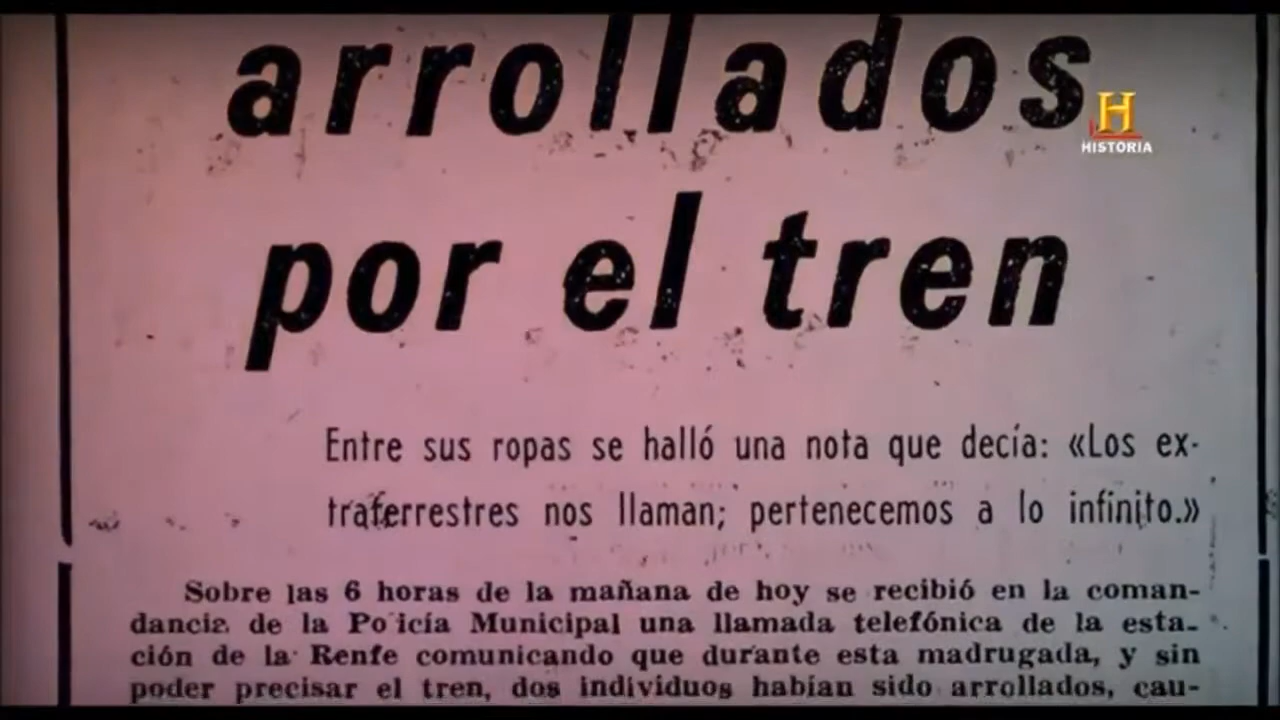 arrollados
H
HISTORIA
por el tren
Entre sus ropas se halló una nota que decía: «Los ex-
traterrestres nos llaman; pertenecemos a lo infinito.»
Sobre las 6 horas de la mañana de hoy se recibió en la coman-
dancia de la Policía Municipal una llamada telefónica de la esta-
ción de la Renfe comunicando que durante esta madrugada, y sin
poder precisar el tren, dos individuos habían sido arrollados, cau-